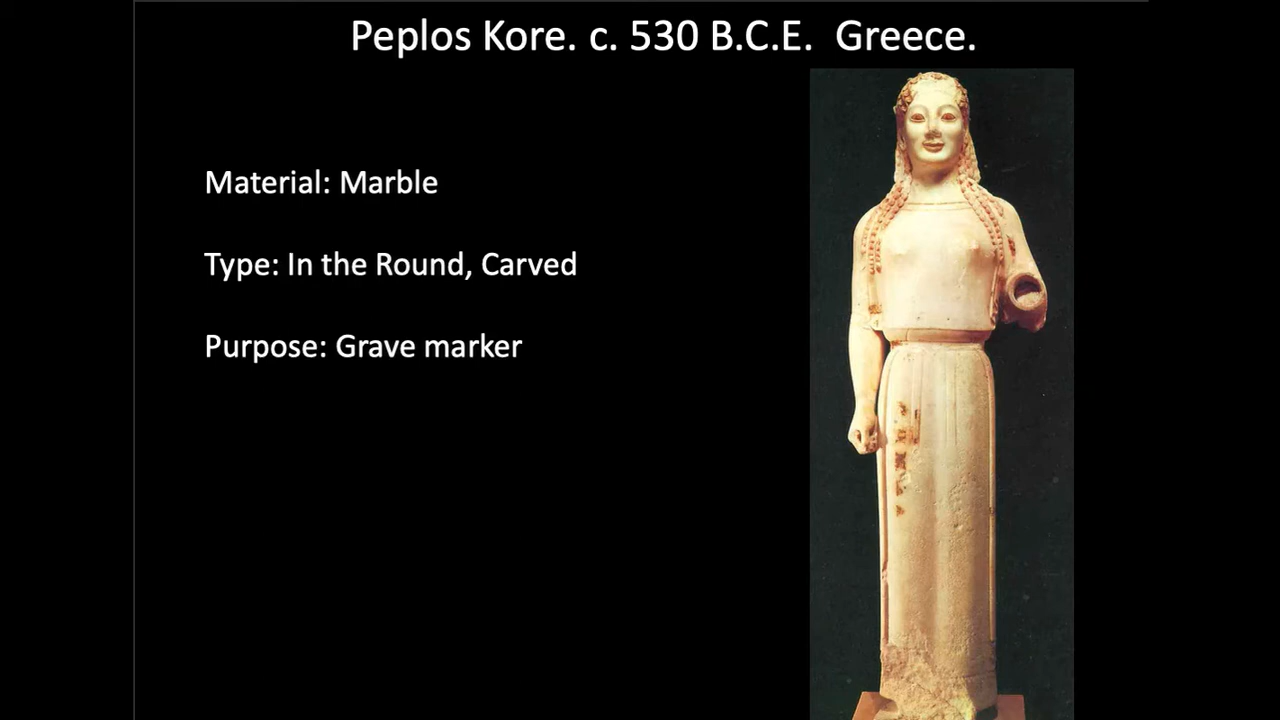 Peplos Kore. c. 530 B.C.E.  Greece.
Material: Marble
Type: In the Round, Carved
Purpose: Grave marker